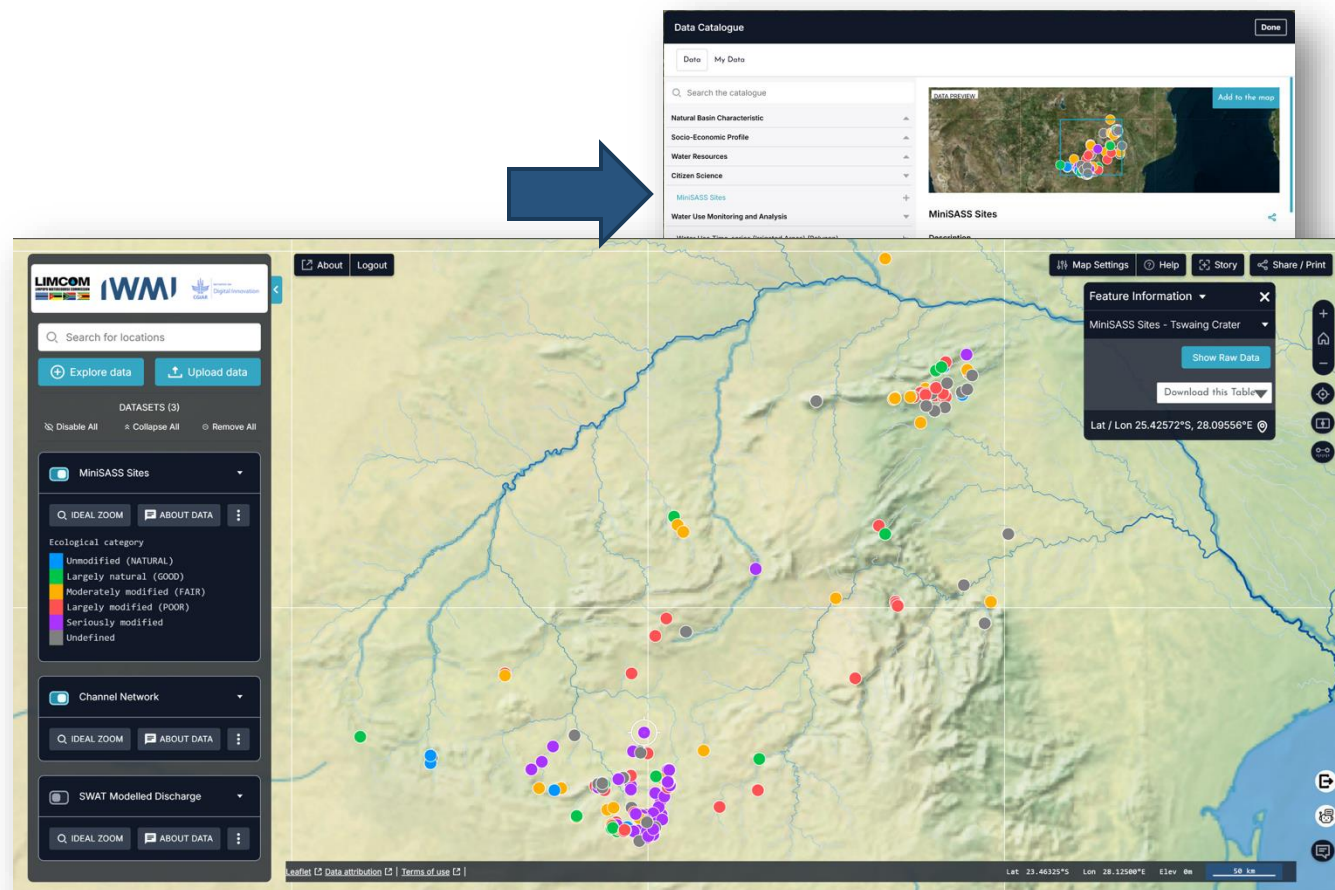 Data Catalogue
Done
Data My Data
Search the catalogue
Natural Basin Characteristic
Socio-Economic Profile
Water Resources
Citizen Science
MiniSASS Sites
Water Use Monitoring and Analysis
DATA PREVIEW
Add to the map
MiniSASS Sites
Description
LIMCOM
IWMI
CGIAR
Digital Innovation
Search for locations
Explore data
Upload data
DATASETS (3)
Disable All Collapse All Remove All
MiniSASS Sites
IDEAL ZOOM ABOUT DATA
Ecological category
Unmodified (NATURAL)
Largely natural (GOOD)
Moderately modified (FAIR)
Largely modified (POOR)
Seriously modified
Undefined
Channel Network
IDEAL ZOOM ABOUT DATA
SWAT Modelled Discharge
IDEAL ZOOM ABOUT DATA
About Logout
Map Settings Help Story Share / Print
Feature Information
MiniSASS Sites - Tswaing Crater
Show Raw Data
Download this Table
Lat / Lon 25.42572°S, 28.09556°E
Leaflet Data attribution | Terms of use |
Lat 23.46325°S Lon 28.12500°E Elev 0m 50 km